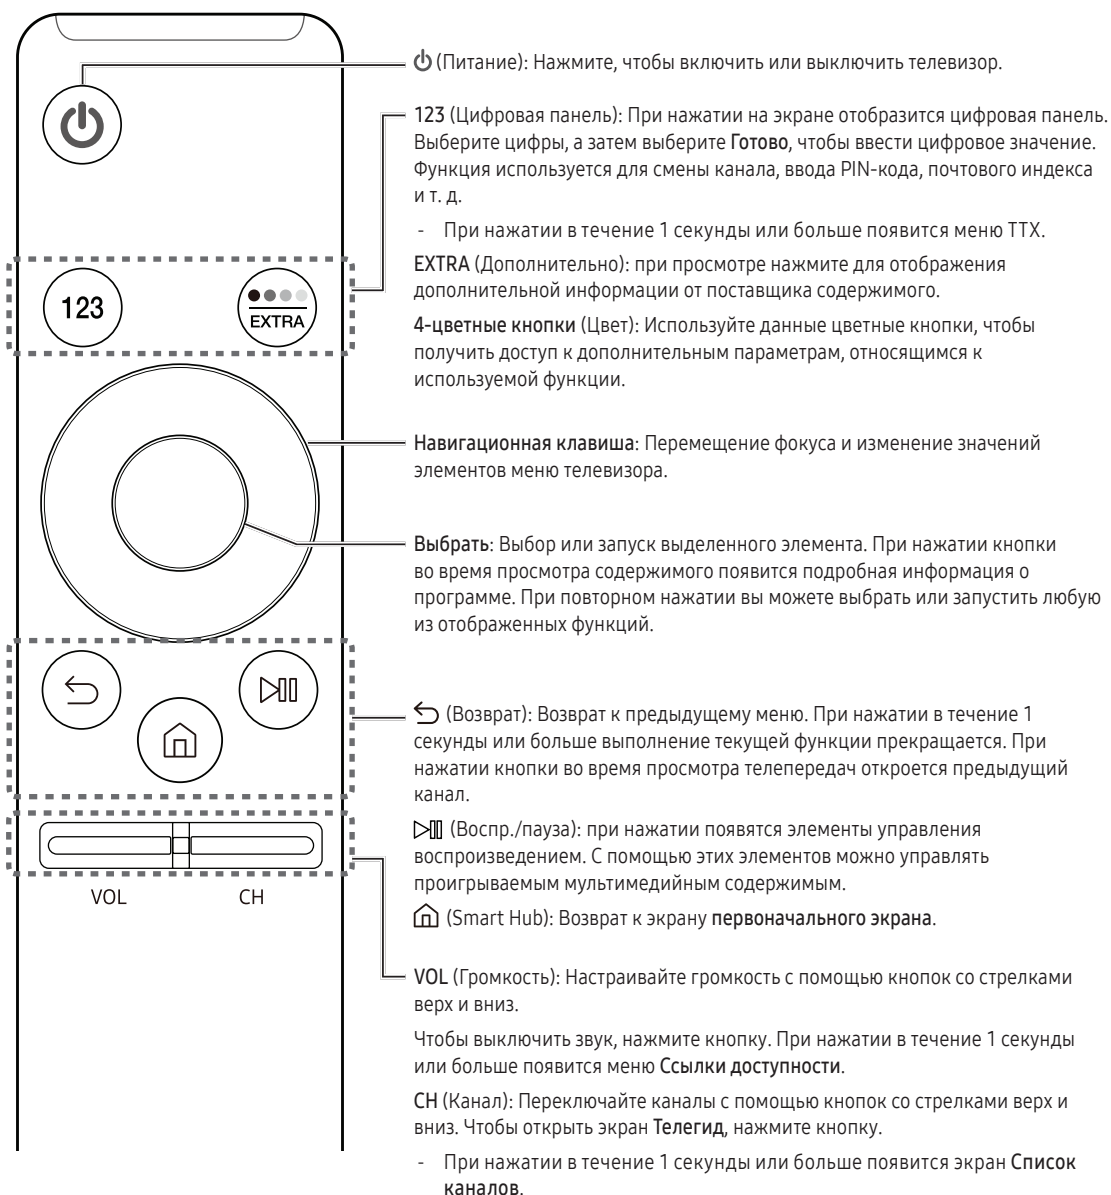 (Питание): Нажмите, чтобы включить или выключить телевизор.
123 (Цифровая панель): При нажатии на экране отобразится цифровая панель.
Выберите цифры, а затем выберите Готово, чтобы ввести цифровое значение.
Функция используется для смены канала, ввода PIN-кода, почтового индекса
и т. д.
- При нажатии в течение 1 секунды или больше появится меню TTX.
EXTRA (Дополнительно): при просмотре нажмите для отображения
дополнительной информации от поставщика содержимого.
4-цветные кнопки (Цвет): Используйте данные цветные кнопки, чтобы
получить доступ к дополнительным параметрам, относящимся к
используемой функции.
123
EXTRA
Навигационная клавиша: Перемещение фокуса и изменение значений
элементов меню телевизора.
Выбрать: Выбор или запуск выделенного элемента. При нажатии кнопки
во время просмотра содержимого появится подробная информация о
программе. При повторном нажатии вы можете выбрать или запустить любую
из отображенных функций.
(Возврат): Возврат к предыдущему меню. При нажатии в течение 1
секунды или больше выполнение текущей функции прекращается. При
нажатии кнопки во время просмотра телепередач откроется предыдущий
канал.
(Воспр./пауза): при нажатии появятся элементы управления
воспроизведением. С помощью этих элементов можно управлять
проигрываемым мультимедийным содержимым.
(Smart Hub): Возврат к экрану первоначального экрана.
VOL
CH
VOL (Громкость): Настраивайте громкость с помощью кнопок со стрелками
верх и вниз.
Чтобы выключить звук, нажмите кнопку. При нажатии в течение 1 секунды
или больше появится меню Ссылки доступности.
CH (Канал): Переключайте каналы с помощью кнопок со стрелками верх и
вниз. Чтобы открыть экран Телегид, нажмите кнопку.
- При нажатии в течение 1 секунды или больше появится экран Список
каналов.